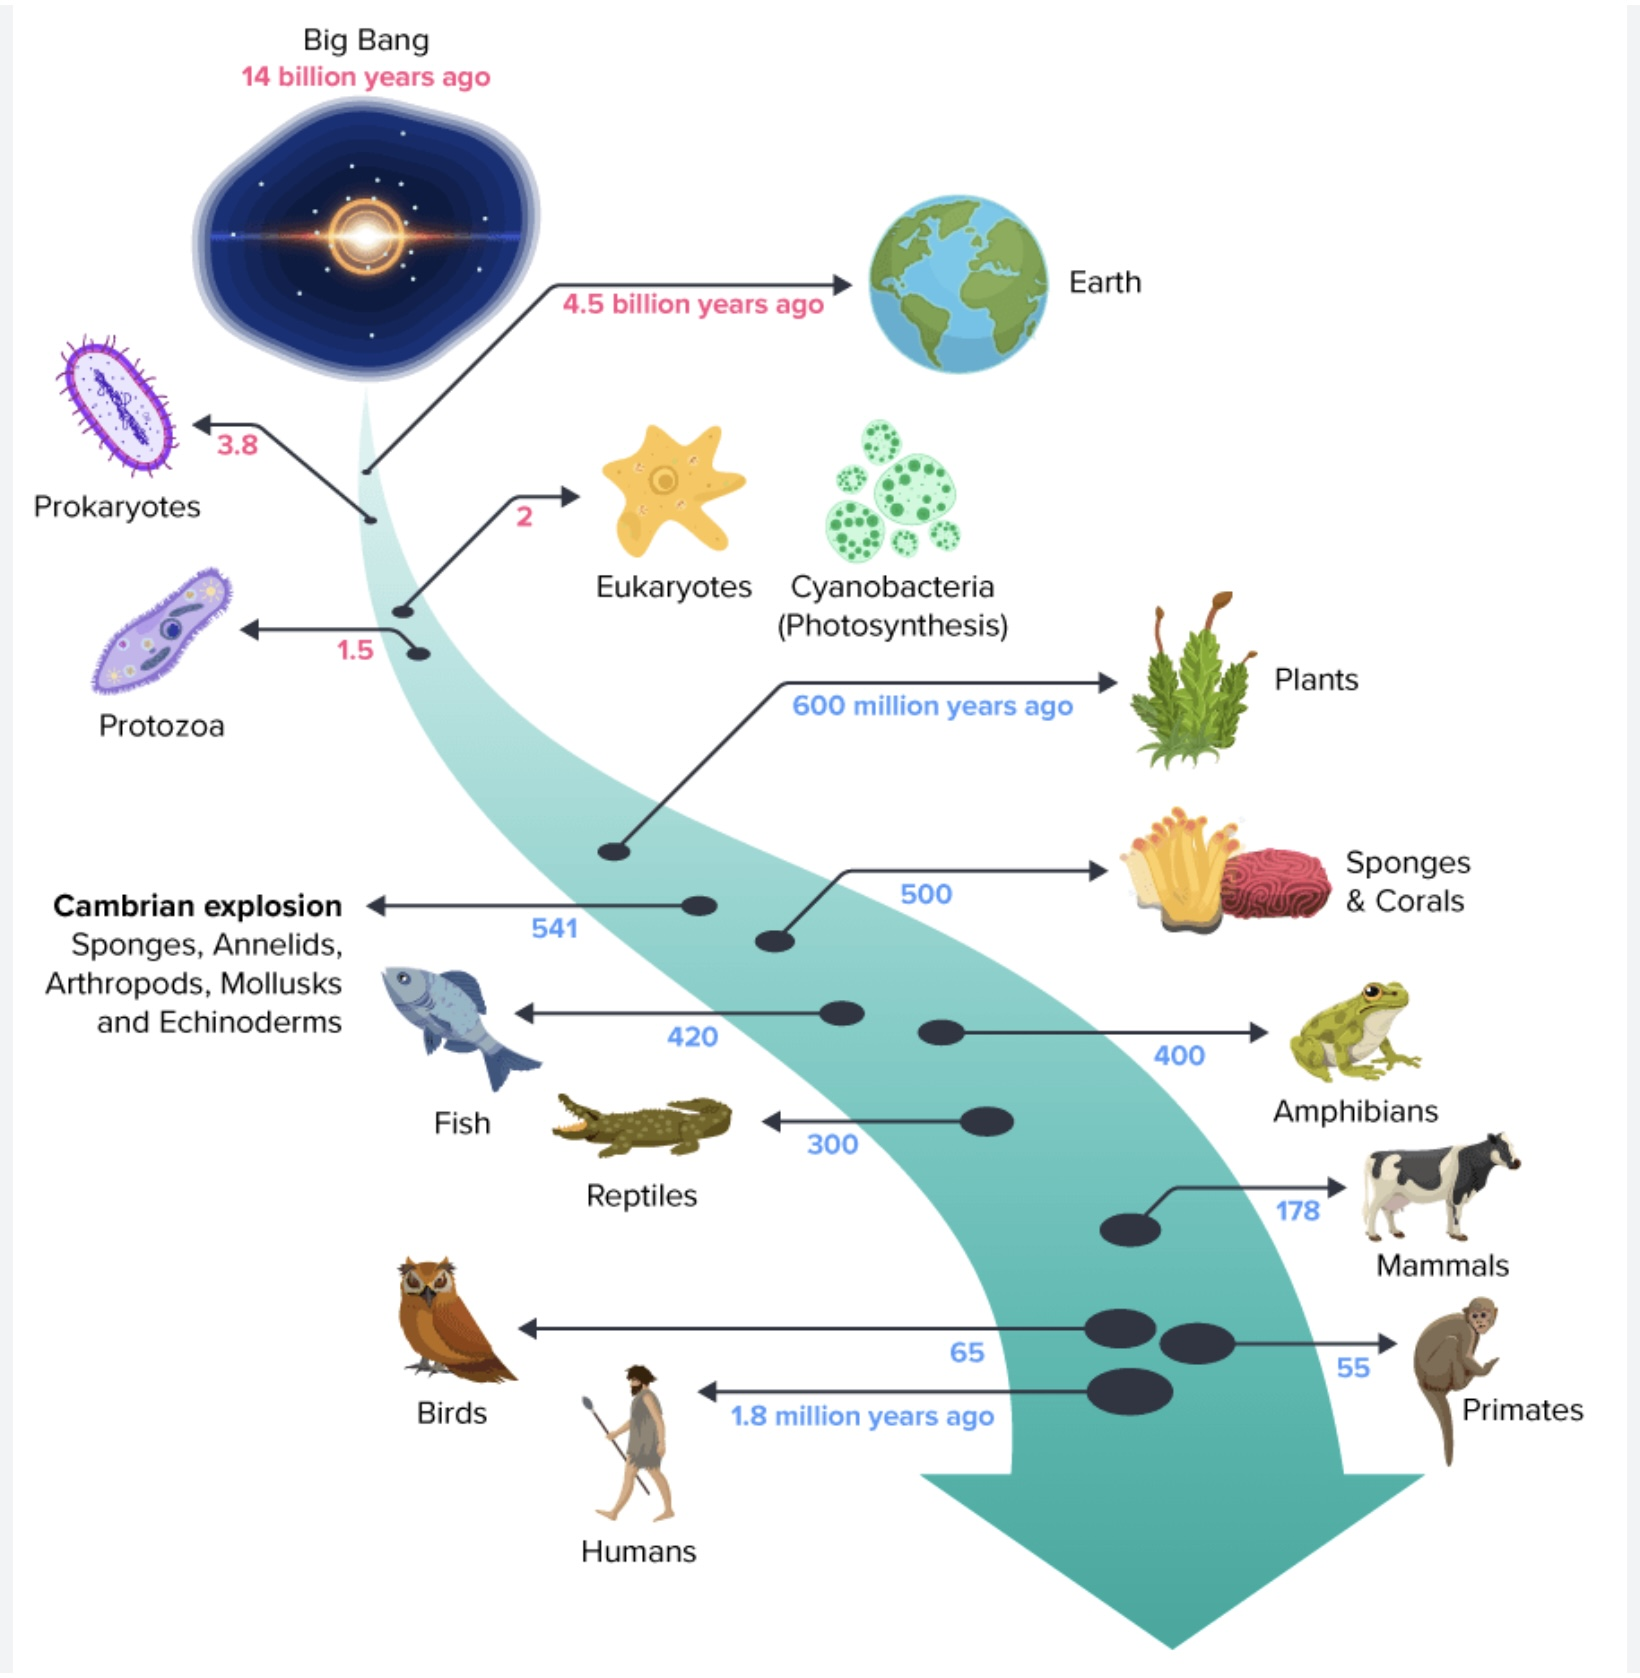 Big Bang
14 billion years ago
4.5 billion years ago
Earth
3.8
Prokaryotes
2
Eukaryotes
Cyanobacteria
(Photosynthesis)
1.5
Protozoa
600 million years ago
Plants
500
Sponges
& Corals
Cambrian explosion
Sponges, Annelids,
Arthropods, Mollusks
and Echinoderms
541
420
Fish
400
Amphibians
300
Reptiles
178
Mammals
65
Birds
55
Primates
1.8 million years ago
Humans